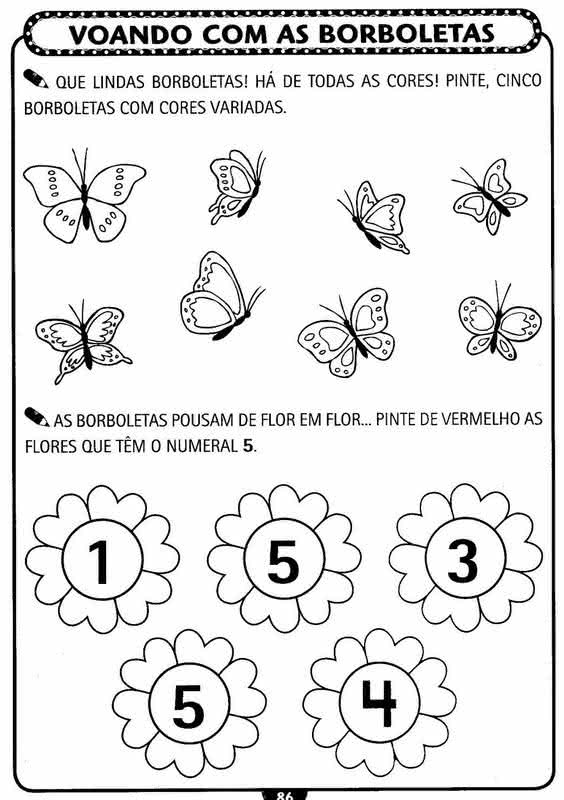 VOANDO COM AS BORBOLETAS
QUE LINDAS BORBOLETAS! HÁ DE TODAS AS CORES! PINTE, CINCO
BORBOLETAS COM CORES VARIADAS.
AS BORBOLETAS POUSAM DE FLOR EM FLOR... PINTE DE VERMELHO AS
FLORES QUE TÊM O NUMERAL 5.
1 5 3
5 4
86